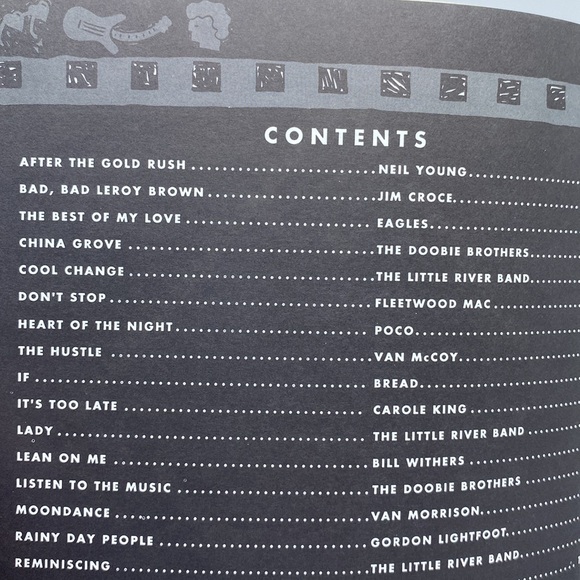 CONTENTS
AFTER THE GOLD RUSH ........................ NEIL YOUNG..............
BAD, BAD LEROY BROWN ........................ JIM CROCE..............
THE BEST OF MY LOVE ........................ EAGLES..............
CHINA GROVE ........................ THE DOOBIE BROTHERS..............
COOL CHANGE ........................ THE LITTLE RIVER BAND..............
DON'T STOP ........................ FLEETWOOD MAC ..............
HEART OF THE NIGHT ........................ POCO..............
THE HUSTLE ........................ VAN McCOY..............
IF ........................ BREAD..............
IT'S TOO LATE ........................ CAROLE KING ..............
LADY ........................ THE LITTLE RIVER BAND ..............
LEAN ON ME ........................ BILL WITHERS ..............
LISTEN TO THE MUSIC ........................ THE DOOBIE BROTHERS ..............
MOONDANCE ........................ VAN MORRISON..............
RAINY DAY PEOPLE ........................ GORDON LIGHTFOOT..............
REMINISCING ........................ THE LITTLE RIVER BAND..............